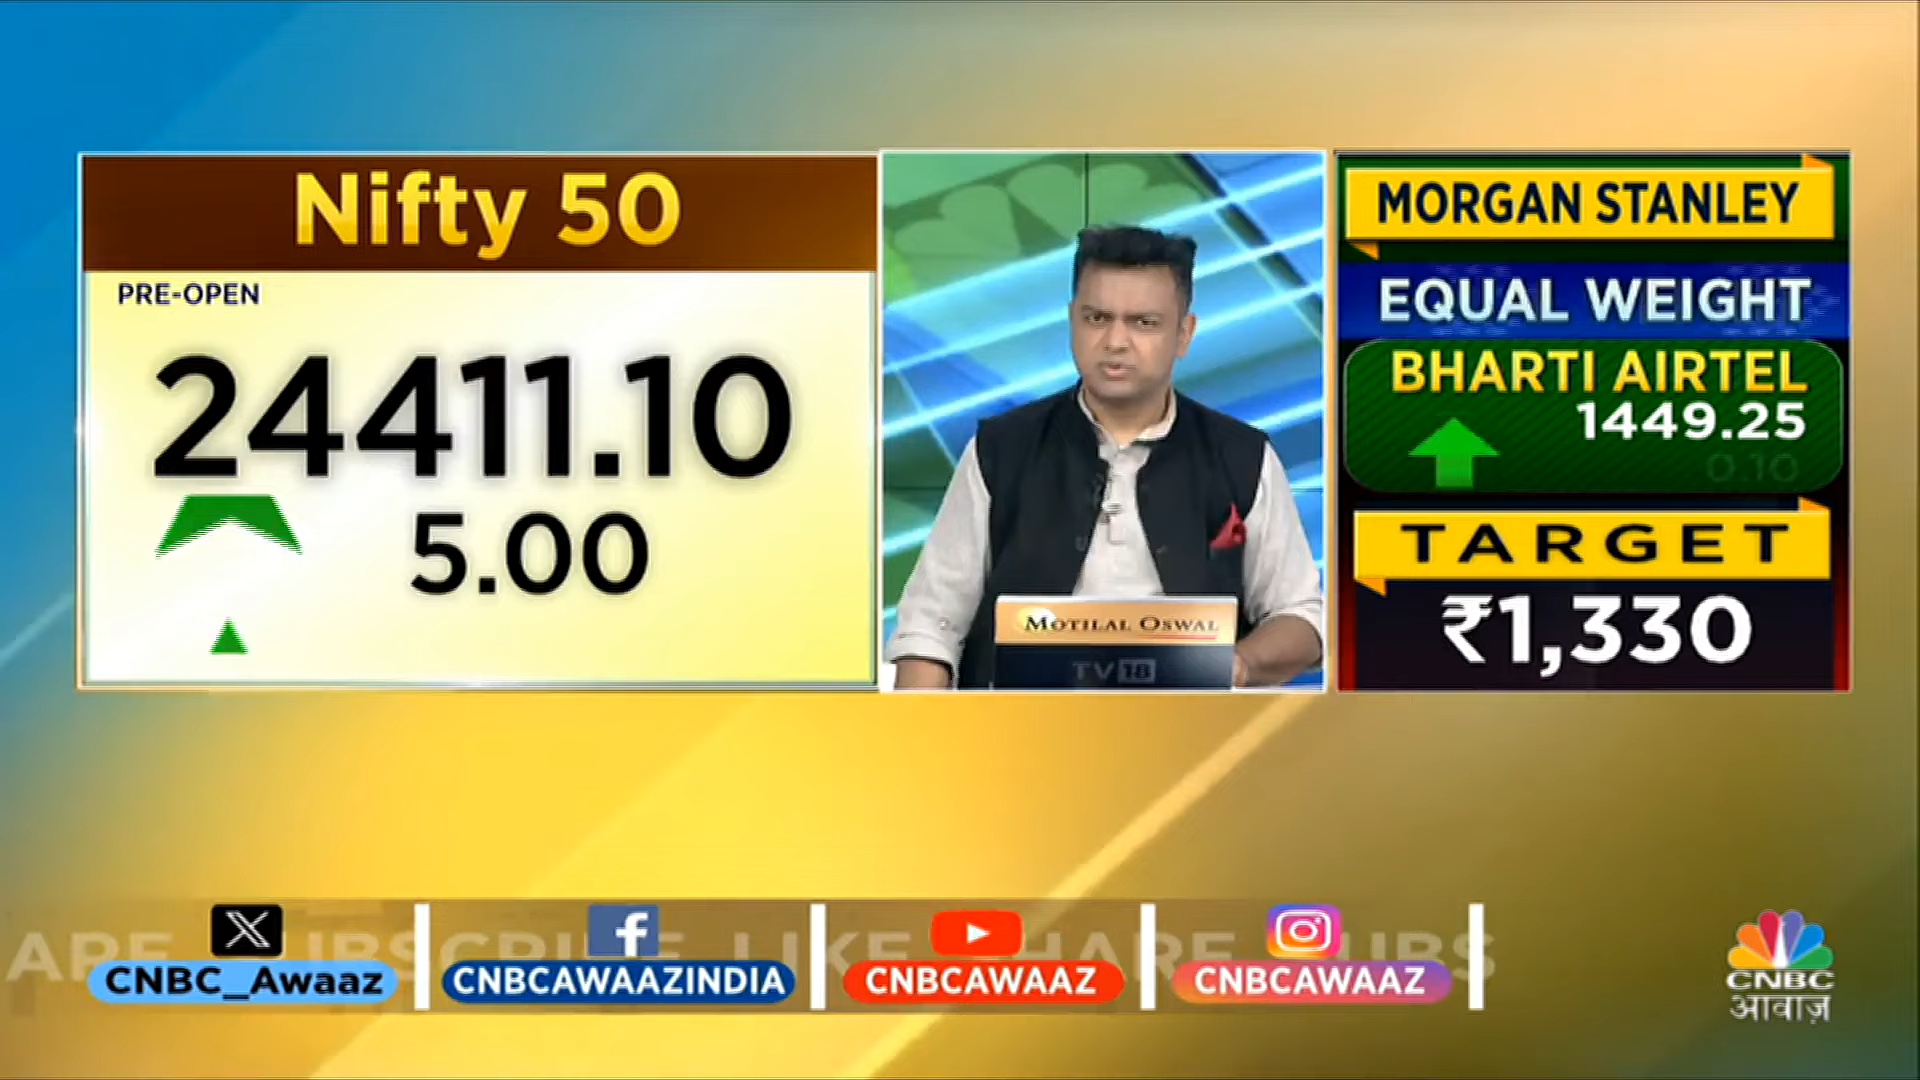 Nifty 50
PRE-OPEN
24411.10
5.00
MOTILAL OSWAL
TV18
MORGAN STANLEY
EQUAL WEIGHT
BHARTI AIRTEL
1449.25
0.10
TARGET
₹1,330
X
f
CNBC_Awaaz
CNBCAWAAZINDIA
CNBCAWAAZ
CNBCAWAAZ
CNBC
आवाज़